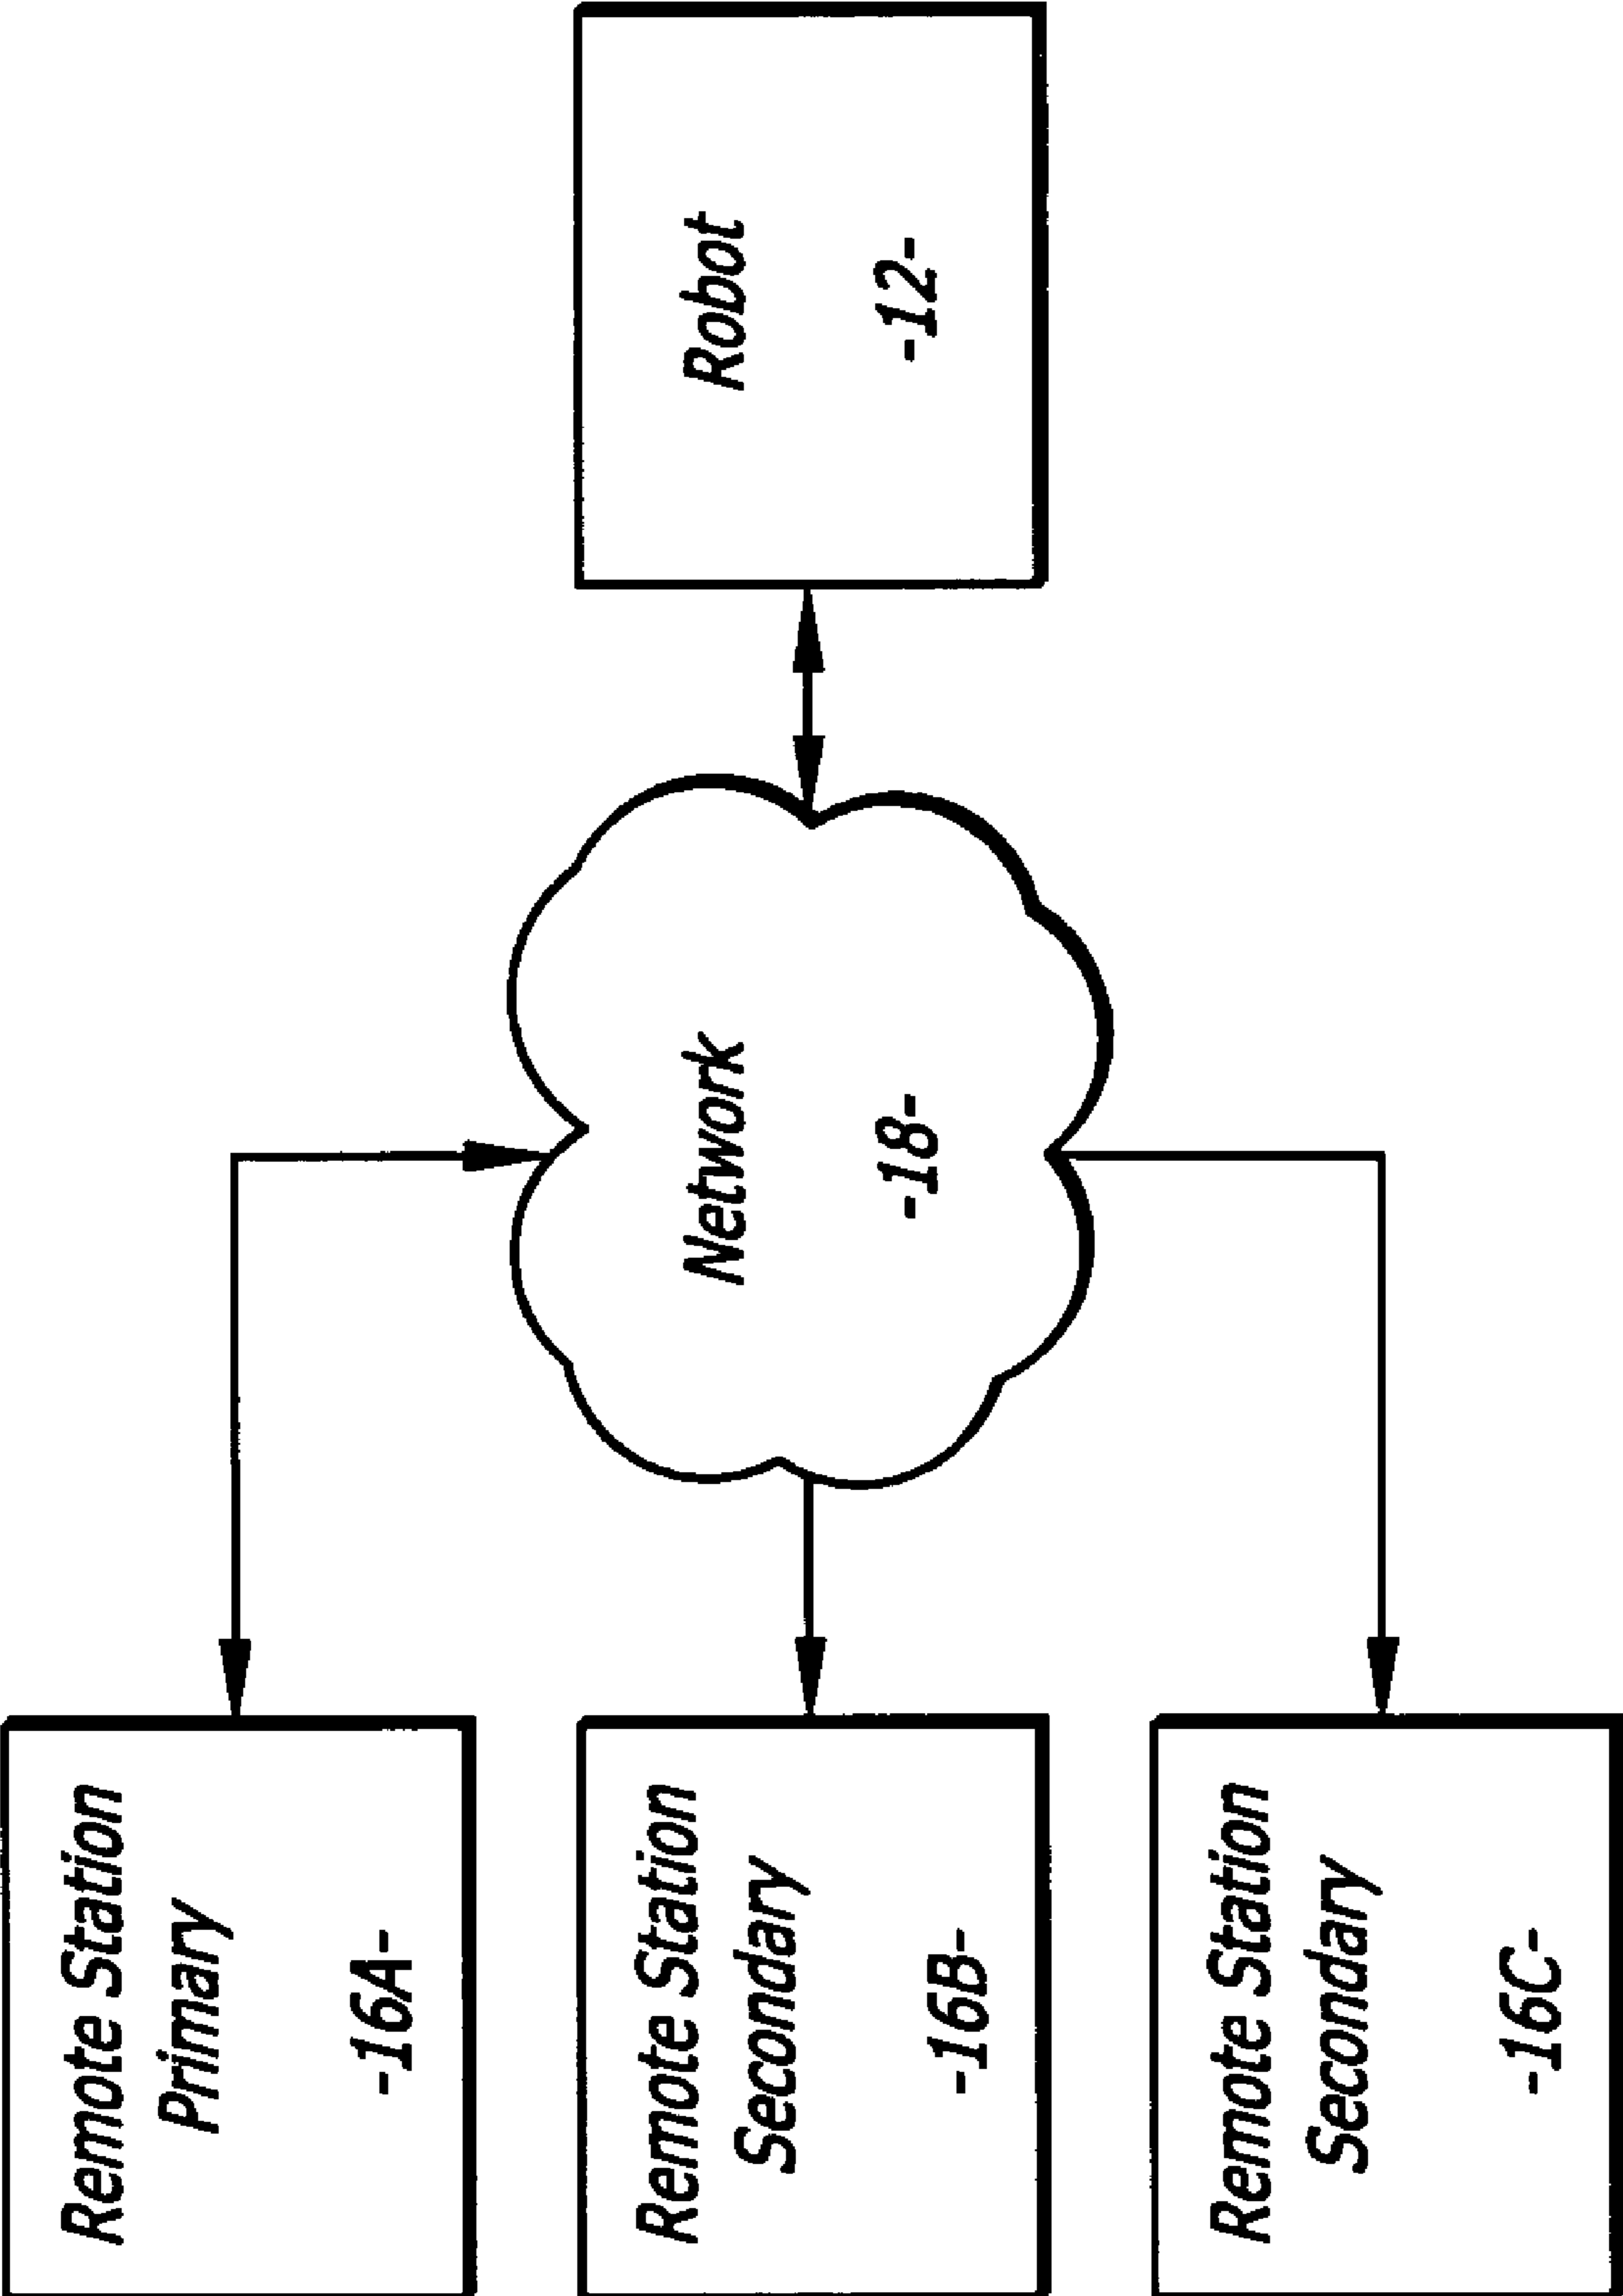 Remote Station
Primary
-16A-
Remote Station
Secondary
-16B-
Remote Station
Secondary
-16C-
Network
-18-
Robot
-12-